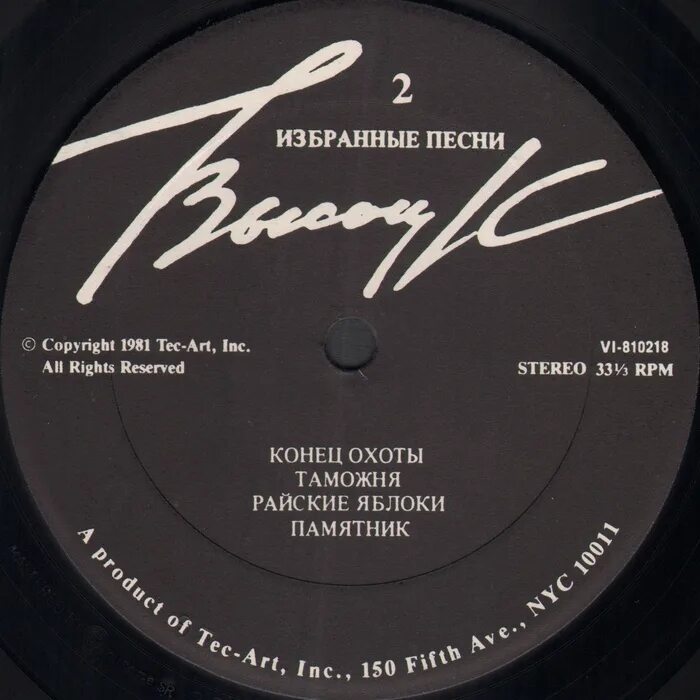 2
ИЗБРАННЫЕ ПЕСНИ
Высоцк
© Copyright 1981 Tec-Art, Inc.
All Rights Reserved
VI-810218
STEREO 33⅓ RPM
КОНЕЦ ОХОТЫ
ТАМОЖНЯ
РАЙСКИЕ ЯБЛОКИ
ПАМЯТНИК
A product of Tec-Art, Inc., 150 Fifth Ave., NYC 10011